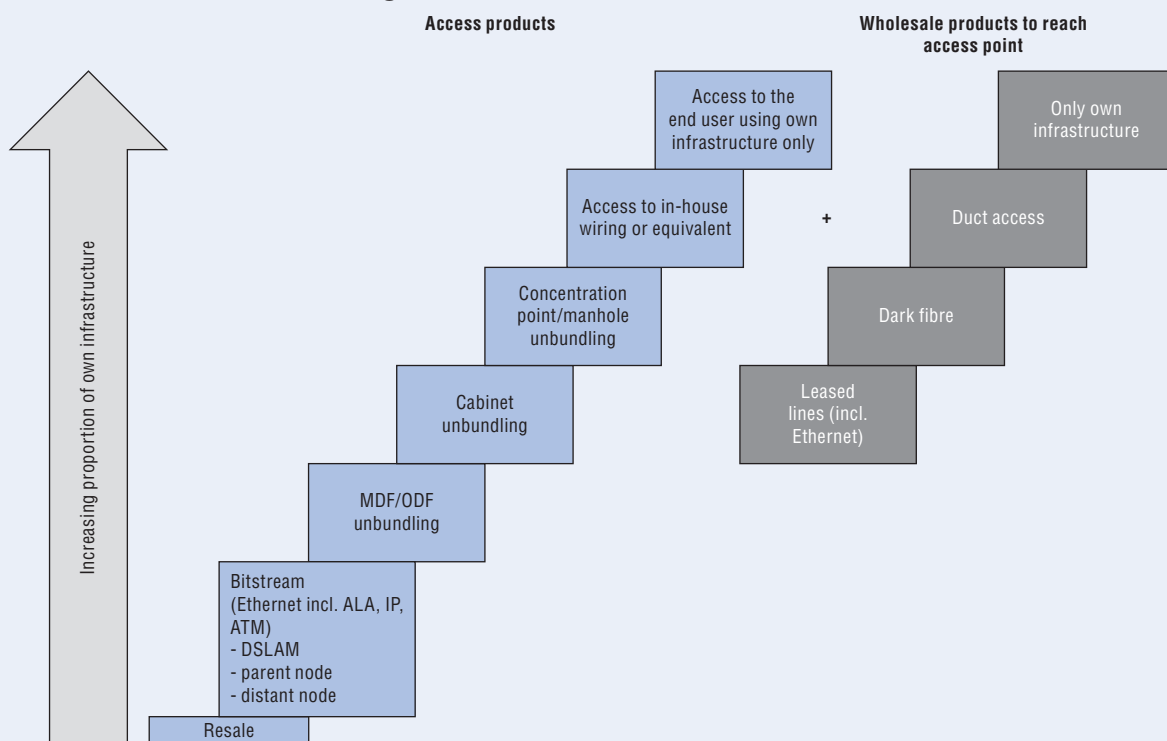 Access products
Wholesale products to reach
access point
Increasing proportion of own infrastructure
Access to the
end user using own
infrastructure only
Only own
infrastructure
Access to in-house
wiring or equivalent
+
Duct access
Concentration
point/manhole
unbundling
Dark fibre
Cabinet
unbundling
Leased
lines (incl.
Ethernet)
MDF/ODF
unbundling
Bitstream
(Ethernet incl. ALA, IP,
ATM)
- DSLAM
- parent node
- distant node
Resale